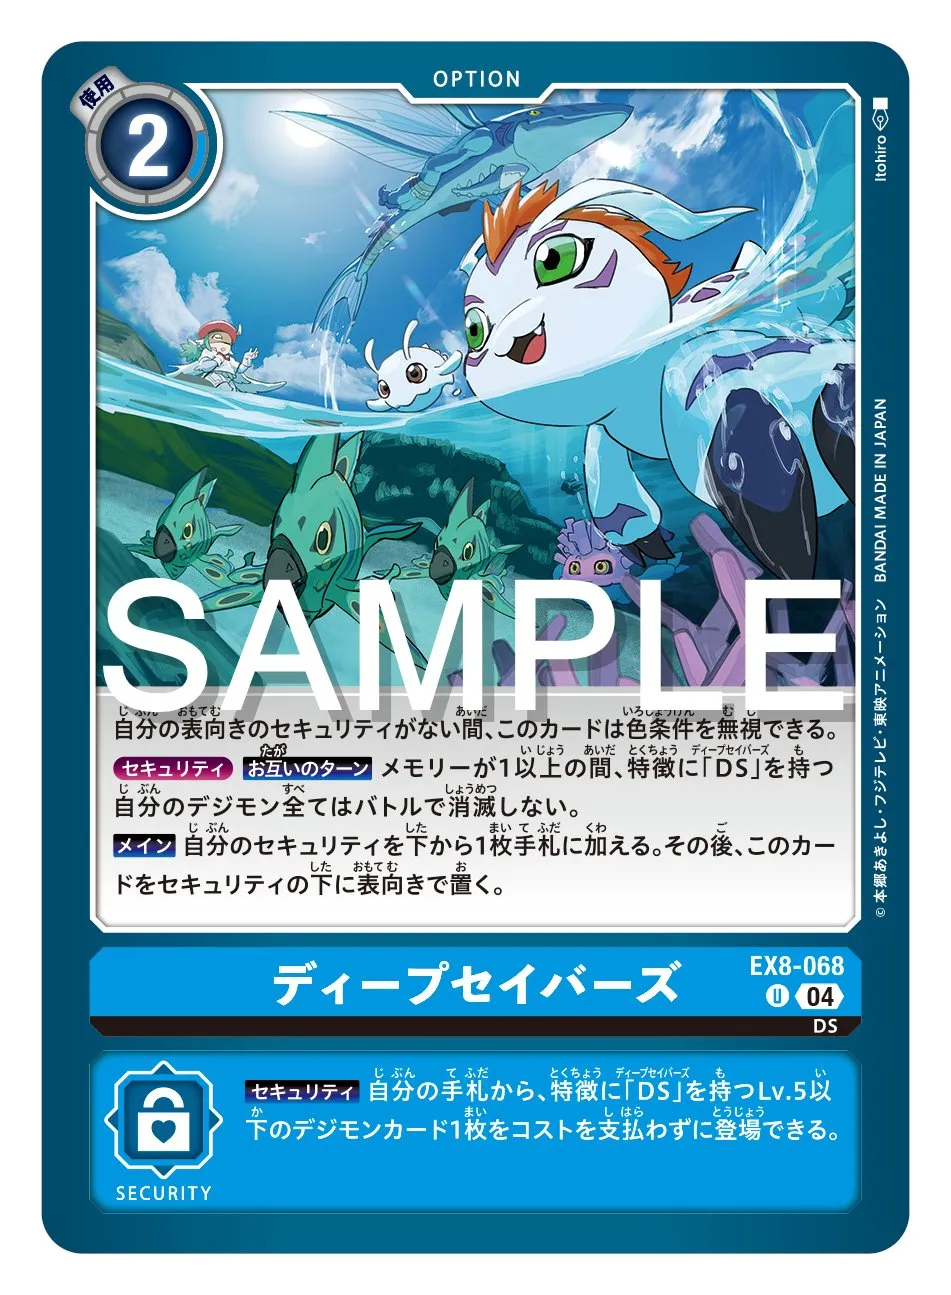 OPTION
使用
2
Itohiro
SAMPLE
自分の表向きのセキュリティがない間、このカードは色条件を無視できる。
セキュリティ お互いのターン メモリーが1以上の間、特徴に「DS」を持つ
自分のデジモン全てはバトルで消滅しない。
メイン 自分のセキュリティを下から1枚手札に加える。その後、このカー
ドをセキュリティの下に表向きで置く。
©本郷あきよし・フジテレビ・東映アニメーション BANDAI MADE IN JAPAN
ディープセイバーズ
EX8-068
U 04
DS
セキュリティ 自分の手札から、特徴に「DS」を持つLv.5以
下のデジモンカード1枚をコストを支払わずに登場できる。
SECURITY